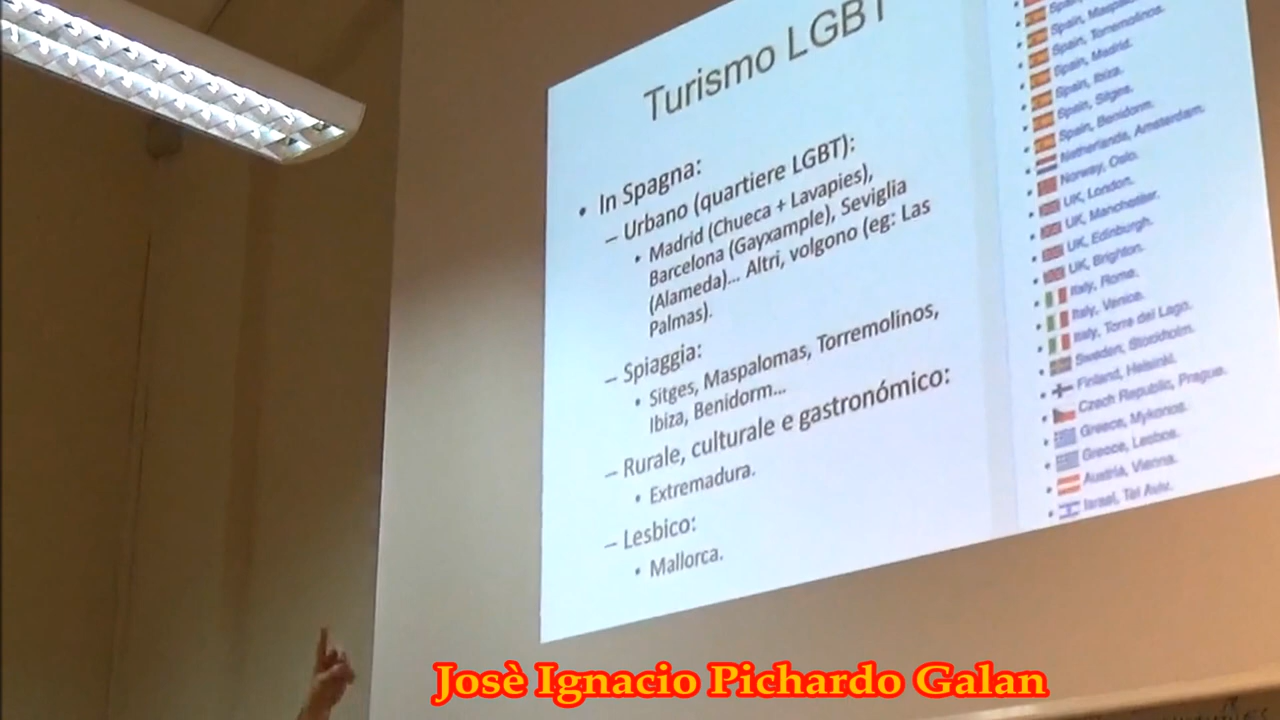 Turismo LGBT
• In Spagna:
– Urbano (quartiere LGBT):
• Madrid (Chueca + Lavapies),
Barcelona (Gayxample), Seviglia
(Alameda)... Altri, volgono (eg: Las
Palmas).
– Spiaggia:
• Sitges, Maspalomas, Torremolinos,
Ibiza, Benidorm...
– Rurale, culturale e gastronómico:
• Extremadura.
– Lesbico:
• Mallorca.
• Spain, Torremolinos.
• Spain, Madrid.
• Spain, Ibiza.
• Spain, Sitges.
• Spain, Benidorm.
• Netherlands, Amsterdam.
• Norway, Oslo.
• UK, London.
• UK, Manchester.
• UK, Edinburgh.
• UK, Brighton.
• Italy, Rome.
• Italy, Venice.
• Italy, Torre del Lago.
• Sweden, Stockholm.
• Finland, Helsinki.
• Czech Republic, Prague.
• Greece, Mykonos.
• Greece, Lesbos.
• Austria, Vienna.
• Israel, Tel Aviv.
Josè Ignacio Pichardo Galan